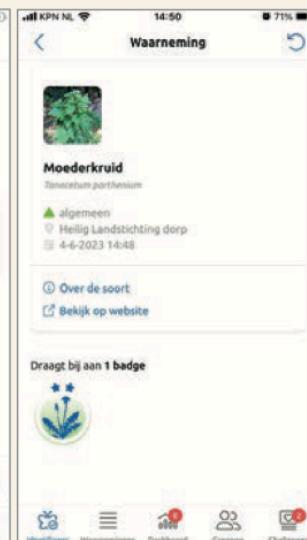 KPN NL 14:50 71%
Waarneming
Moederkruid
Tanacetum parthenium
algemeen
Heilig Landstichting dorp
4-6-2023 14:48
Over de soort
Bekijk op website
Draagt bij aan 1 badge